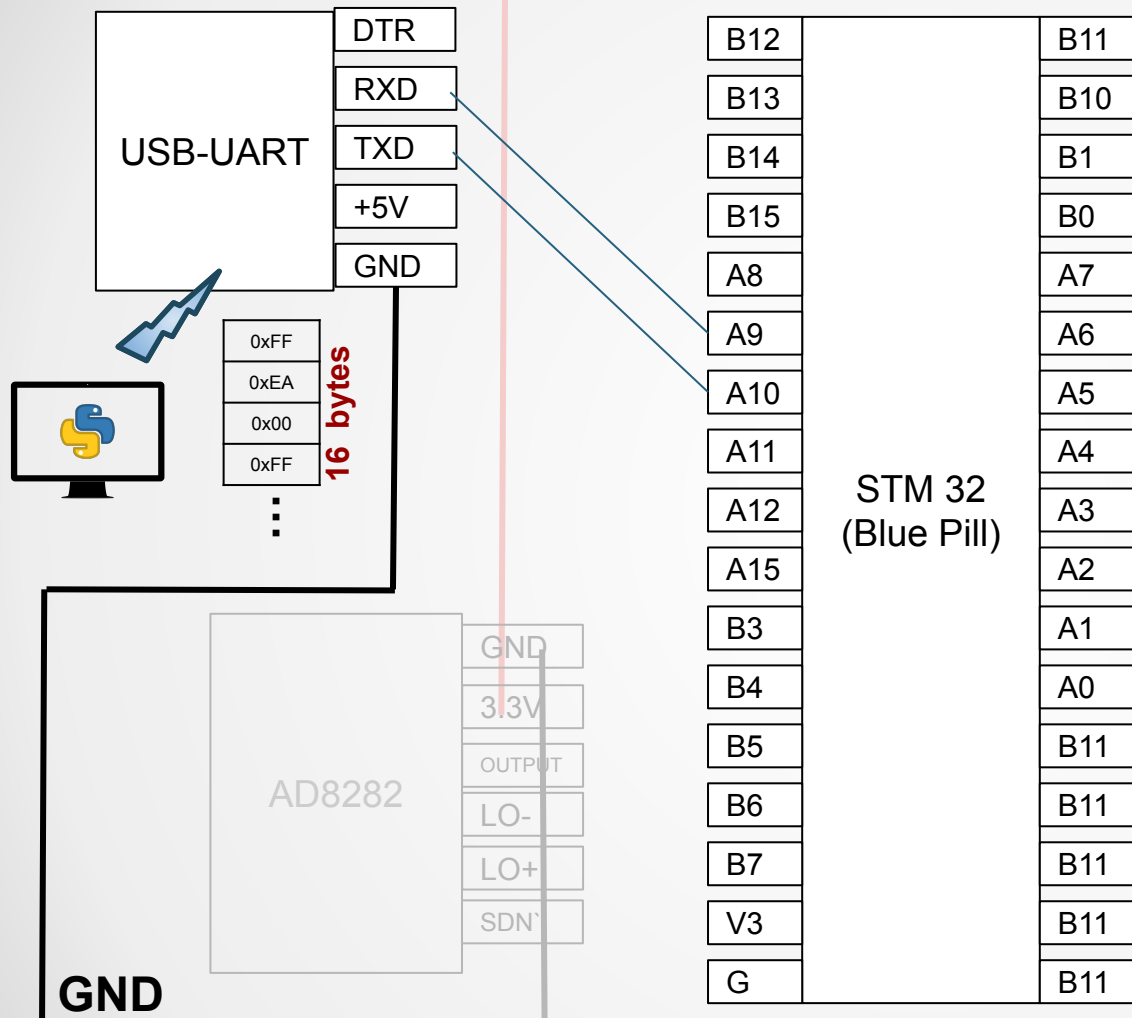 DTR
RXD
TXD
+5V
GND
USB-UART
0xFF
0xEA
0x00
0xFF
⋮
16 bytes
GND
3.3V
OUTPUT
LO-
LO+
SDN`
AD8282
GND
B12
B13
B14
B15
A8
A9
A10
A11
A12
A15
B3
B4
B5
B6
B7
V3
G
STM 32
(Blue Pill)
B11
B10
B1
B0
A7
A6
A5
A4
A3
A2
A1
A0
B11
B11
B11
B11
B11